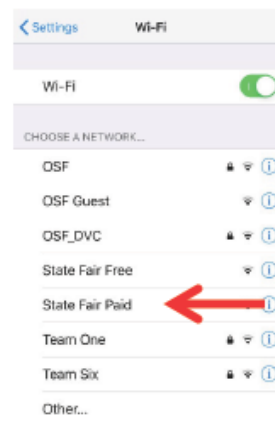 Settings Wi-Fi
Wi-Fi
CHOOSE A NETWORK...
OSF
OSF Guest
OSF_DVC
State Fair Free
State Fair Paid
Team One
Team Six
Other...